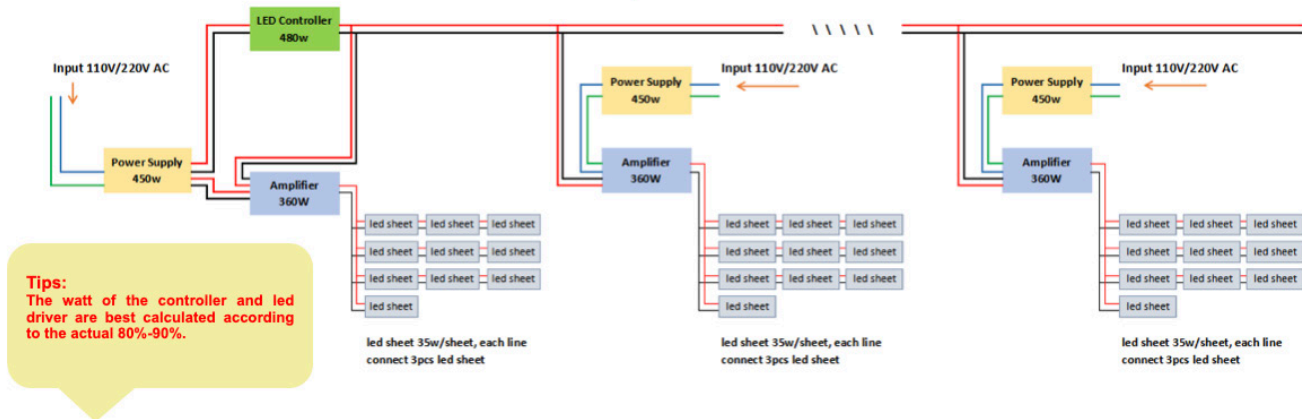 LED Controller
480w
Input 110V/220V AC
Power Supply
450w
Amplifier
360W
led sheet led sheet led sheet
led sheet led sheet led sheet
led sheet led sheet led sheet
led sheet
led sheet 35w/sheet, each line
connect 3pcs led sheet
Input 110V/220V AC
Power Supply
450w
Amplifier
360W
led sheet led sheet led sheet
led sheet led sheet led sheet
led sheet led sheet led sheet
led sheet
led sheet 35w/sheet, each line
connect 3pcs led sheet
Input 110V/220V AC
Power Supply
450w
Amplifier
360W
led sheet led sheet led sheet
led sheet led sheet led sheet
led sheet led sheet led sheet
led sheet
led sheet 35w/sheet, each line
connect 3pcs led sheet
Tips:
The watt of the controller and led
driver are best calculated according
to the actual 80%-90%.